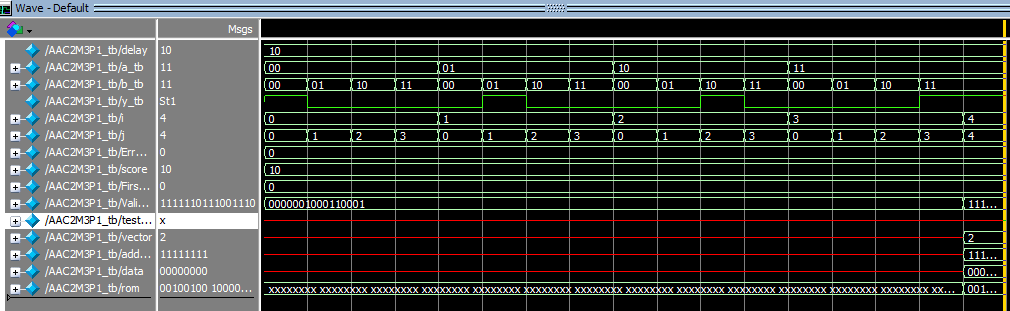 Wave - Default
Msgs
/AAC2M3P1_tb/delay 10 10
/AAC2M3P1_tb/a_tb 11 00 01 10 11
/AAC2M3P1_tb/b_tb 11 00 01 10 11 00 01 10 11 00 01 10 11 00 01 10 11
/AAC2M3P1_tb/y_tb St1
/AAC2M3P1_tb/i 4 0 1 2 3 4
/AAC2M3P1_tb/j 4 0 1 2 3 0 1 2 3 0 1 2 3 0 1 2 3 4
/AAC2M3P1_tb/Err... 0 0
/AAC2M3P1_tb/score 10 10
/AAC2M3P1_tb/Firs... 0 0
/AAC2M3P1_tb/Vali... 1111110111001110 0000001000110001 111...
/AAC2M3P1_tb/test... x
/AAC2M3P1_tb/vector 2 2
/AAC2M3P1_tb/add... 11111111 111...
/AAC2M3P1_tb/data 00000000 000...
/AAC2M3P1_tb/rom 00100100 10000... xxxxxxxx xxxxxxxx xxxxxxxx xxxxxxxx xxxxxxxx xxxxxxxx xxxxxxxx xxxxxxxx xxxxxxxx xxxxxxxx xxxxxxxx xxxxxxxx xxxxxxxx xx... 001...